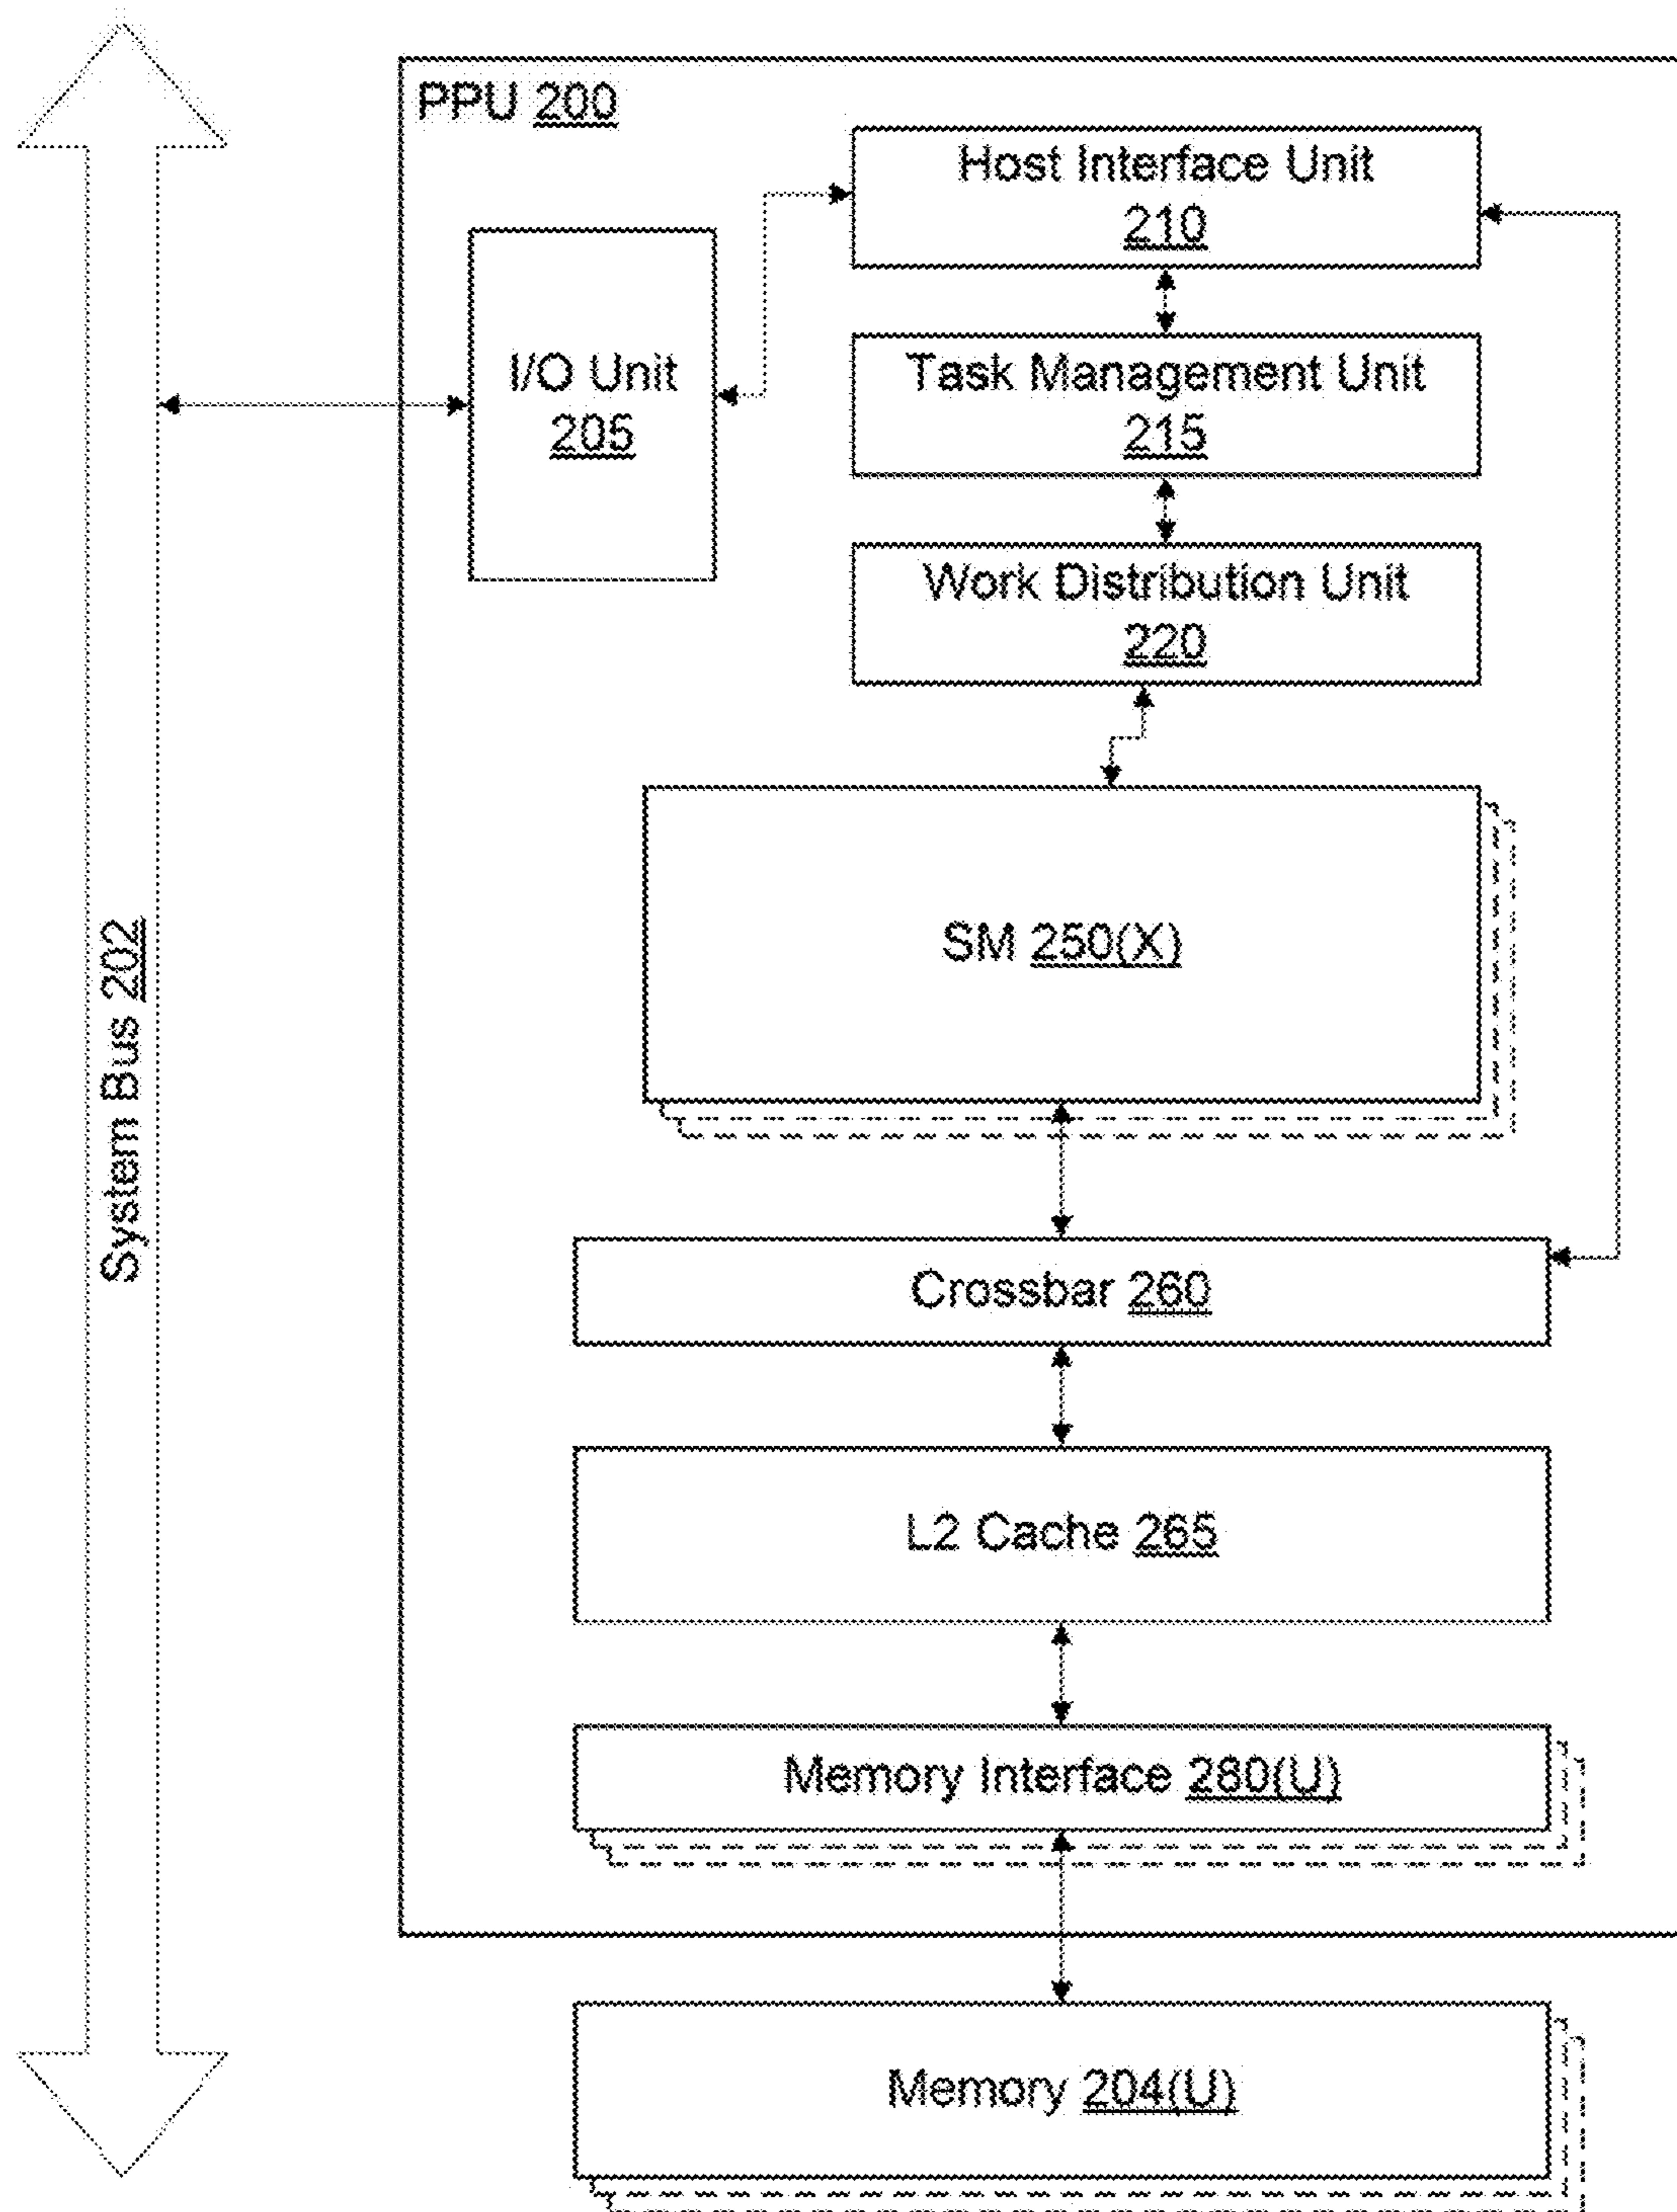 PPU 200
Host Interface Unit
210
I/O Unit
205
Task Management Unit
215
Work Distribution Unit
220
SM 250(X)
System Bus 202
Crossbar 260
L2 Cache 265
Memory Interface 280(U)
Memory 204(U)